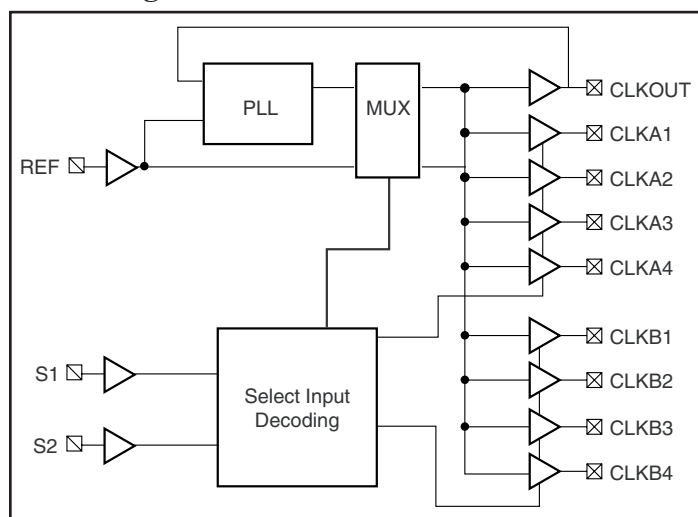 PLL
MUX
REF
S1
S2
Select Input
Decoding
CLKOUT
CLKA1
CLKA2
CLKA3
CLKA4
CLKB1
CLKB2
CLKB3
CLKB4